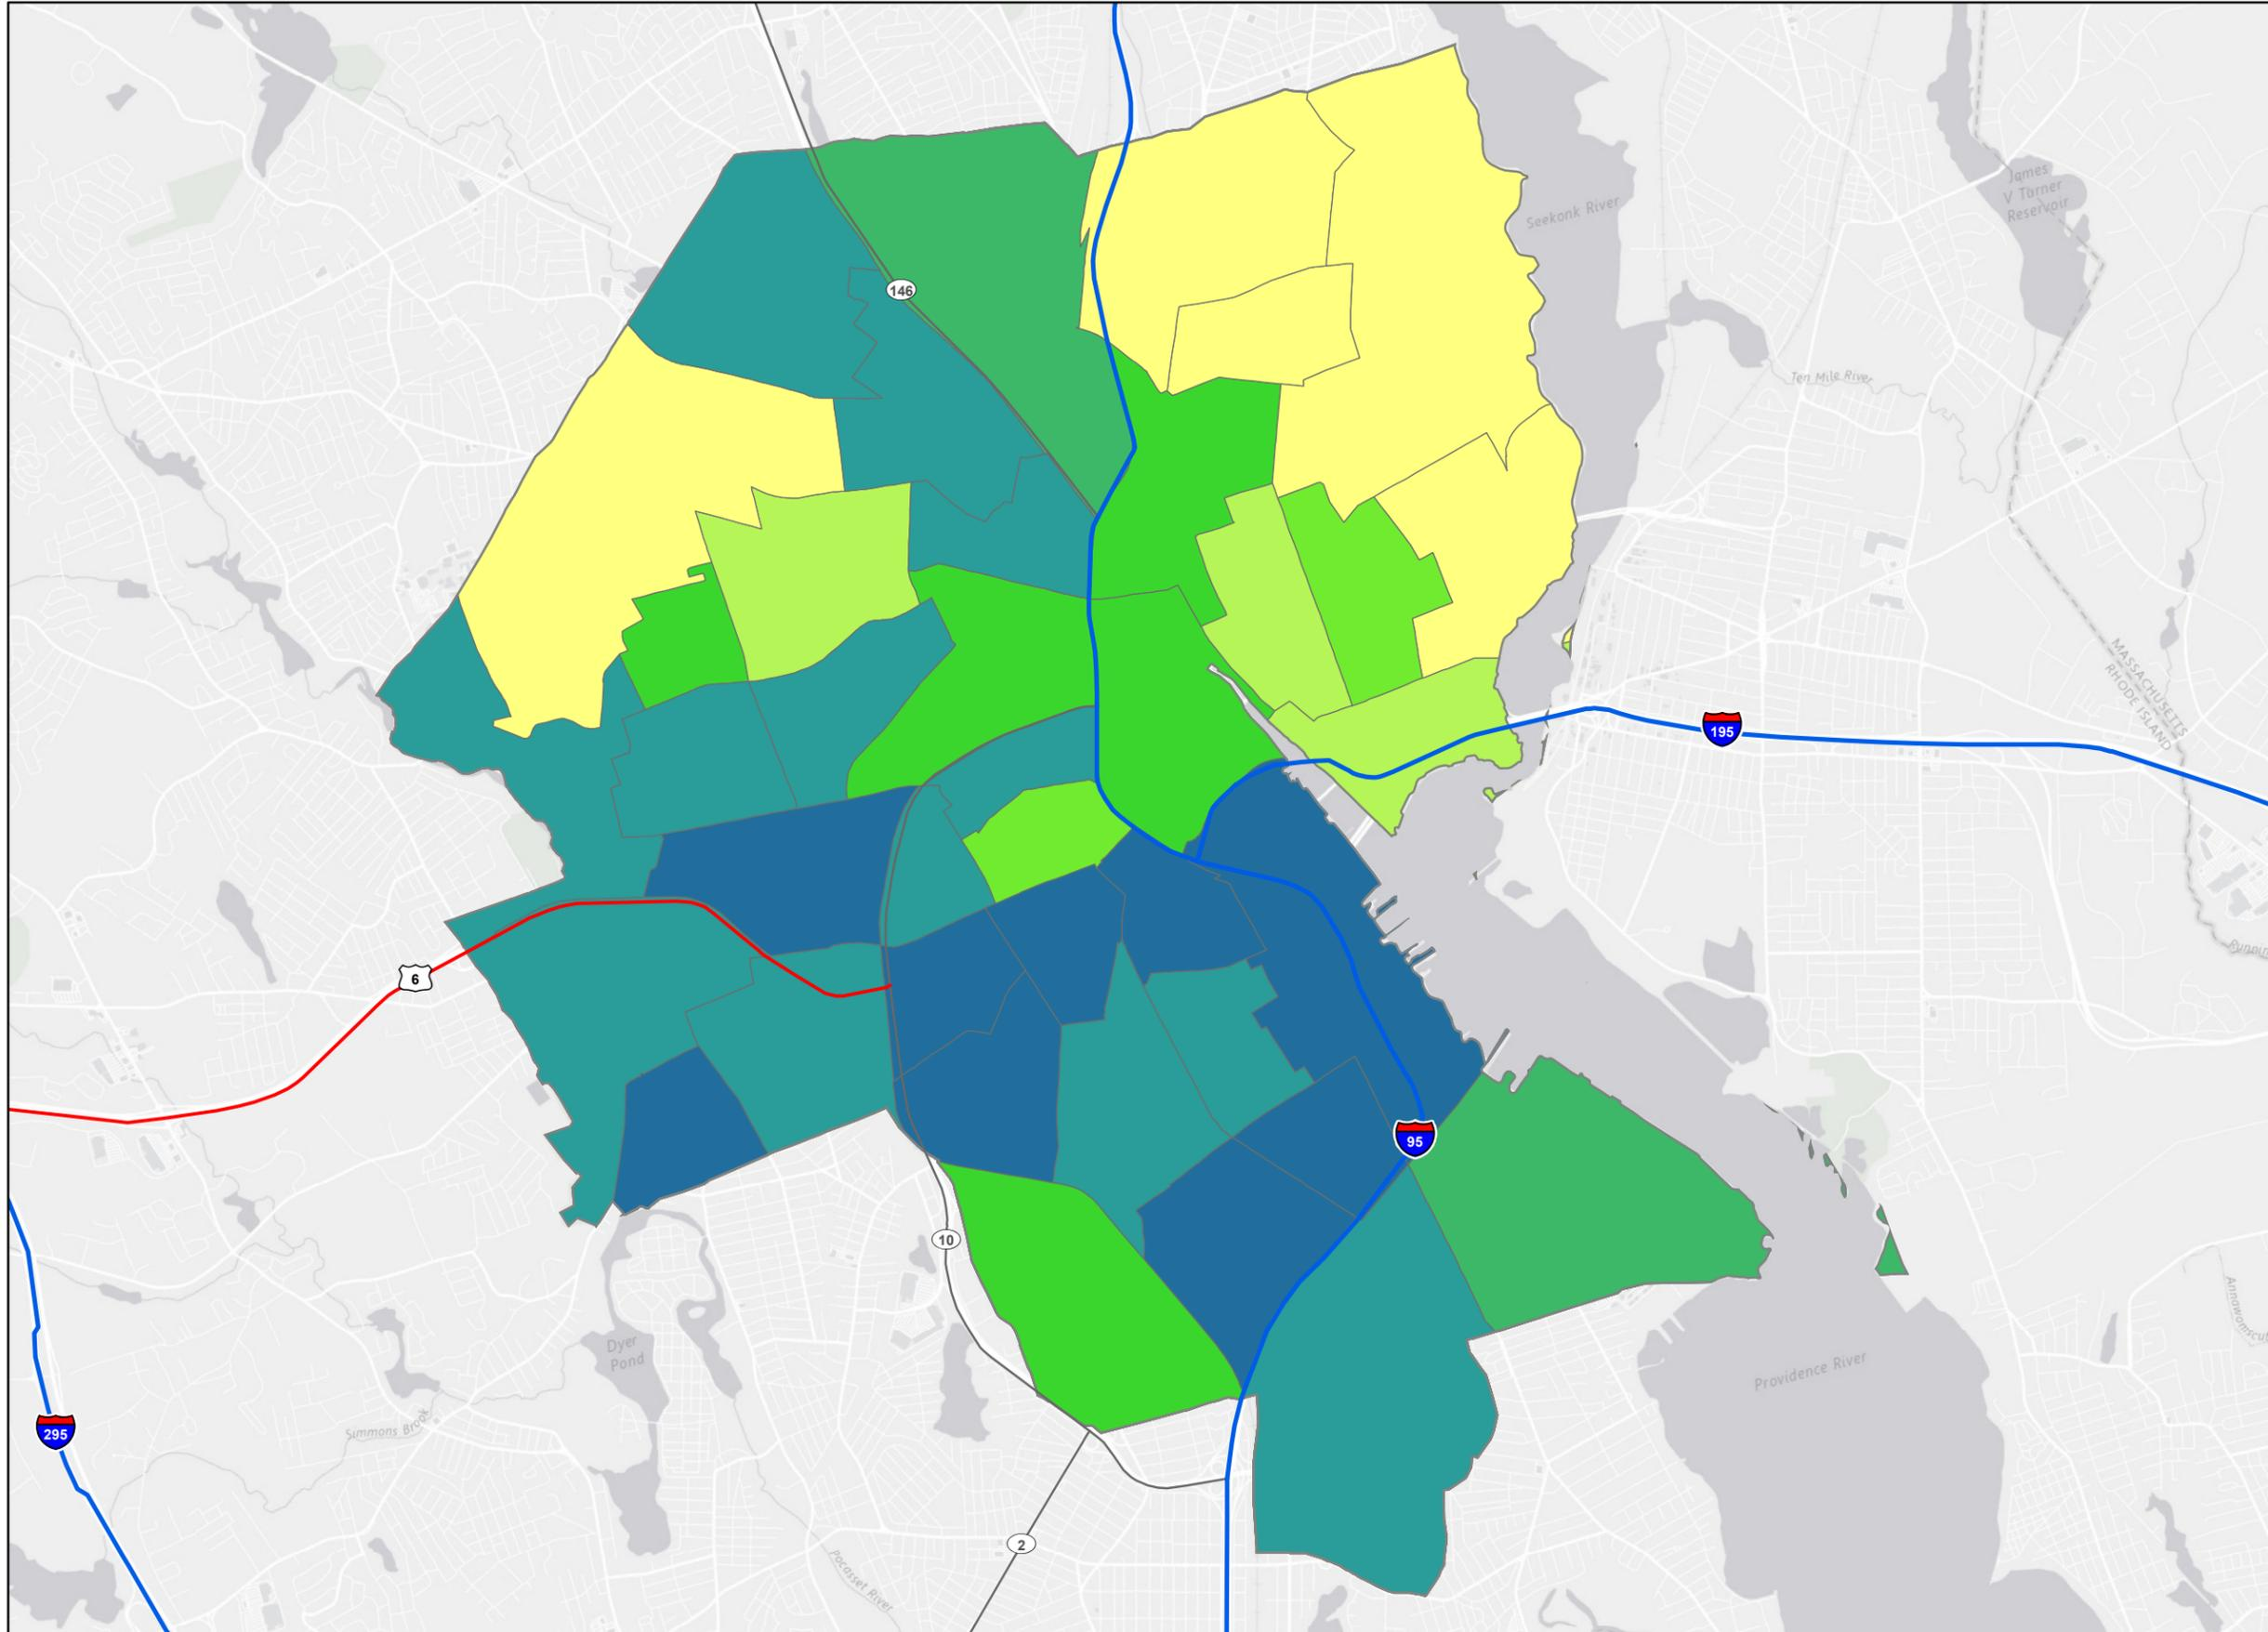 James
V Turner
Reservoir
Seekonk River
146
Ten Mile River
MASSACHUSETTS
RHODE ISLAND
195
6
95
10
Dyer
Pond
Providence River
295
Simmons Brook
2
Pocasset River